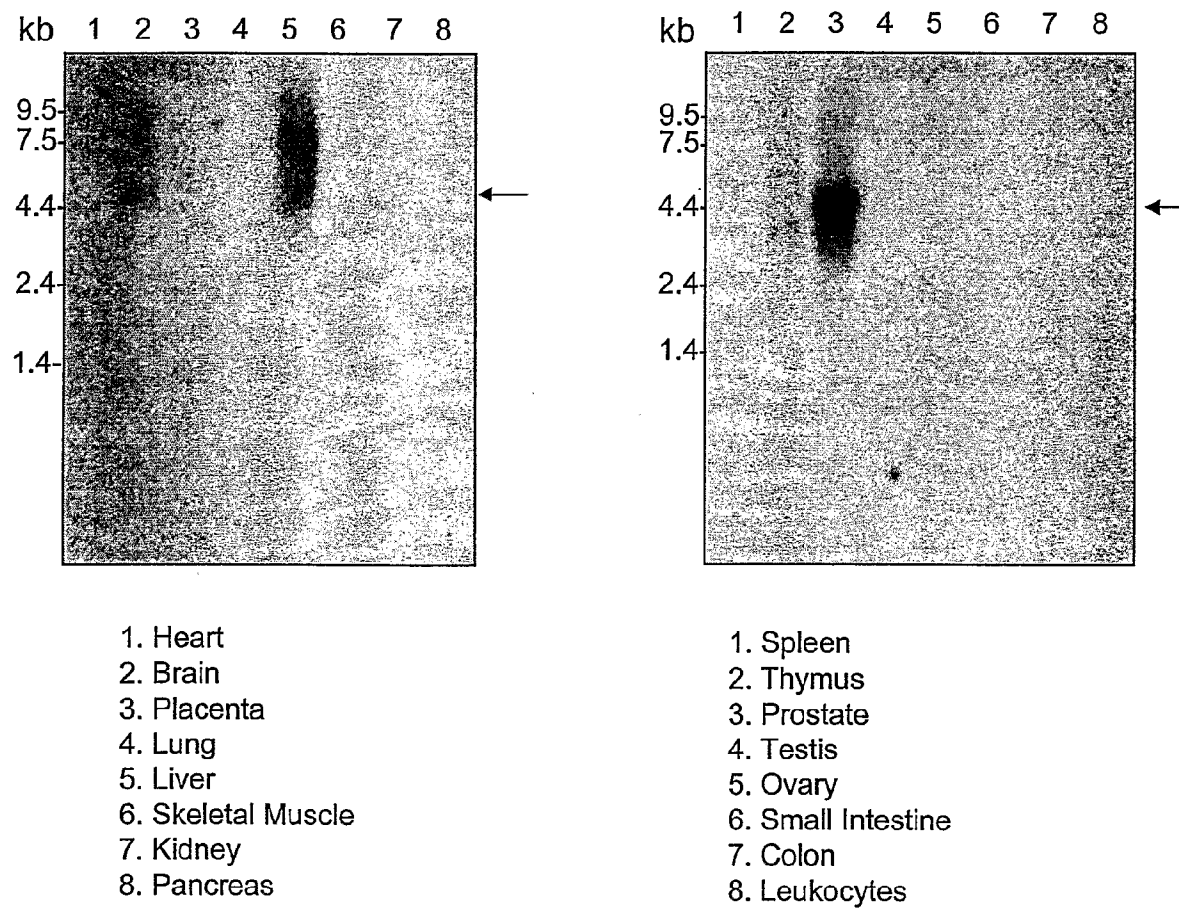 kb 1 2 3 4 5 6 7 8
9.5-
7.5-
4.4-
2.4-
1.4-
1. Heart
2. Brain
3. Placenta
4. Lung
5. Liver
6. Skeletal Muscle
7. Kidney
8. Pancreas
kb 1 2 3 4 5 6 7 8
9.5-
7.5-
4.4-
2.4-
1.4-
1. Spleen
2. Thymus
3. Prostate
4. Testis
5. Ovary
6. Small Intestine
7. Colon
8. Leukocytes